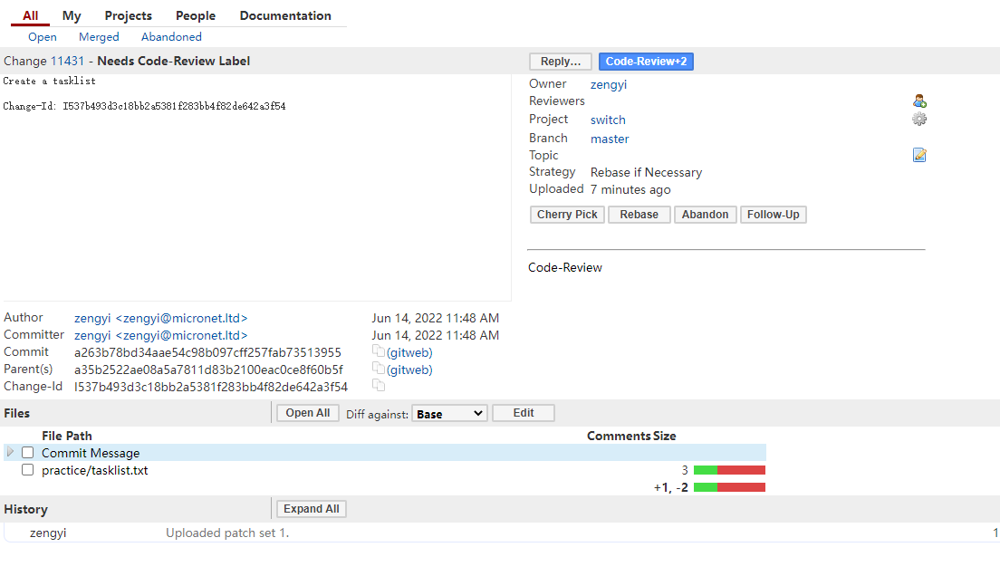 All My Projects People Documentation
Open Merged Abandoned
Change 11431 - Needs Code-Review Label
Reply… Code-Review+2
Create a tasklist
Change-Id: I537b493d3c18bb2a5381f283bb4f82de642a3f54
Owner zengyi
Reviewers
Project switch
Branch master
Topic
Strategy Rebase if Necessary
Uploaded 7 minutes ago
Cherry Pick Rebase Abandon Follow-Up
Code-Review
Author zengyi <zengyi@micronet.ltd> Jun 14, 2022 11:48 AM
Committer zengyi <zengyi@micronet.ltd> Jun 14, 2022 11:48 AM
Commit a263b78bd34aae54c98b097cff257fab73513955 (gitweb)
Parent(s) a35b2522ae08a5a7811d83b2100eac0ce8f60b5f (gitweb)
Change-Id I537b493d3c18bb2a5381f283bb4f82de642a3f54
Files Open All Diff against: Base Edit
File Path Comments Size
Commit Message
practice/tasklist.txt 3
+1, -2
History Expand All
zengyi Uploaded patch set 1. 1